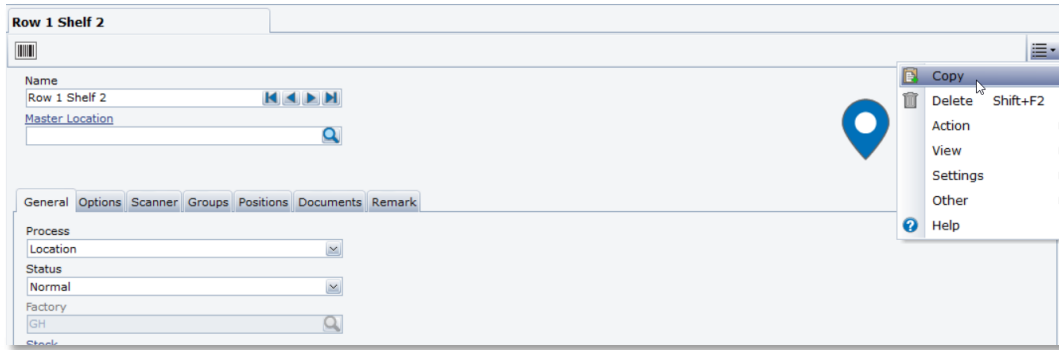 Row 1 Shelf 2
Name
Row 1 Shelf 2
Master Location
Copy
Delete Shift+F2
Action
View
Settings
Other
Help
General Options Scanner Groups Positions Documents Remark
Process
Location
Status
Normal
Factory
GH
Stock